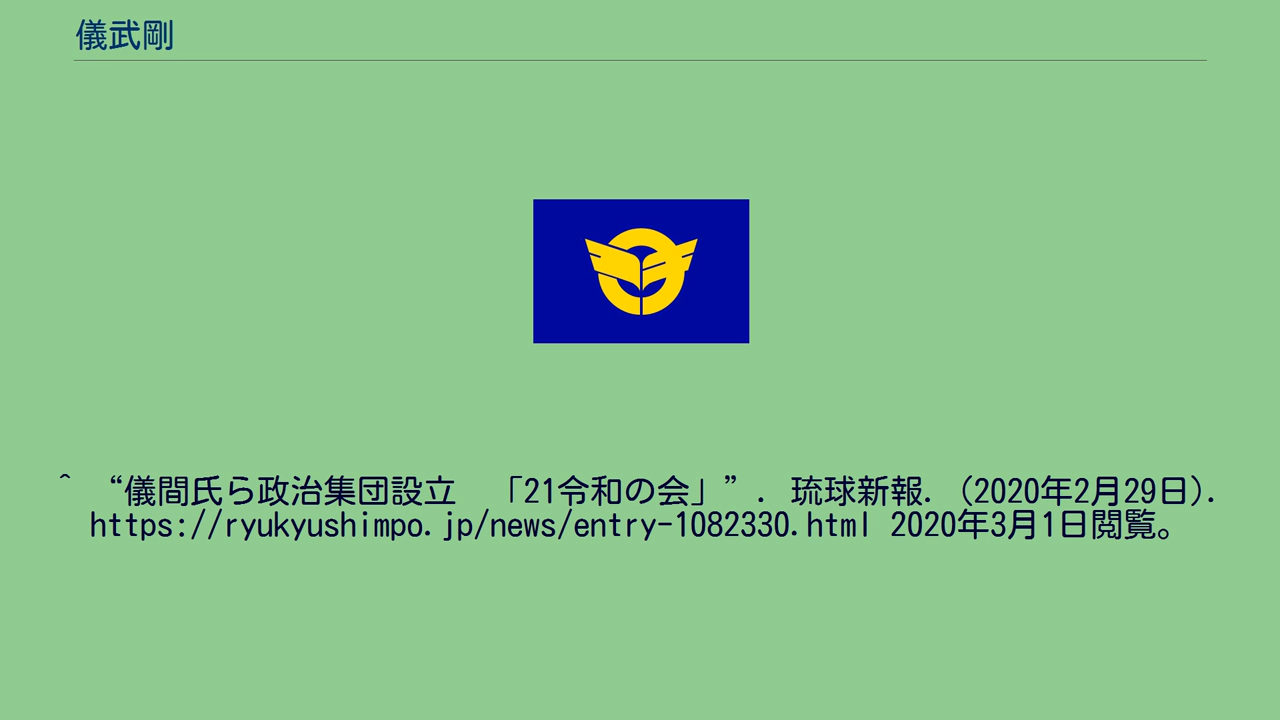 儀武剛
^ “儀間氏ら政治集団設立　「21令和の会」”. 琉球新報. (2020年2月29日).
https://ryukyushimpo.jp/news/entry-1082330.html 2020年3月1日閲覧。